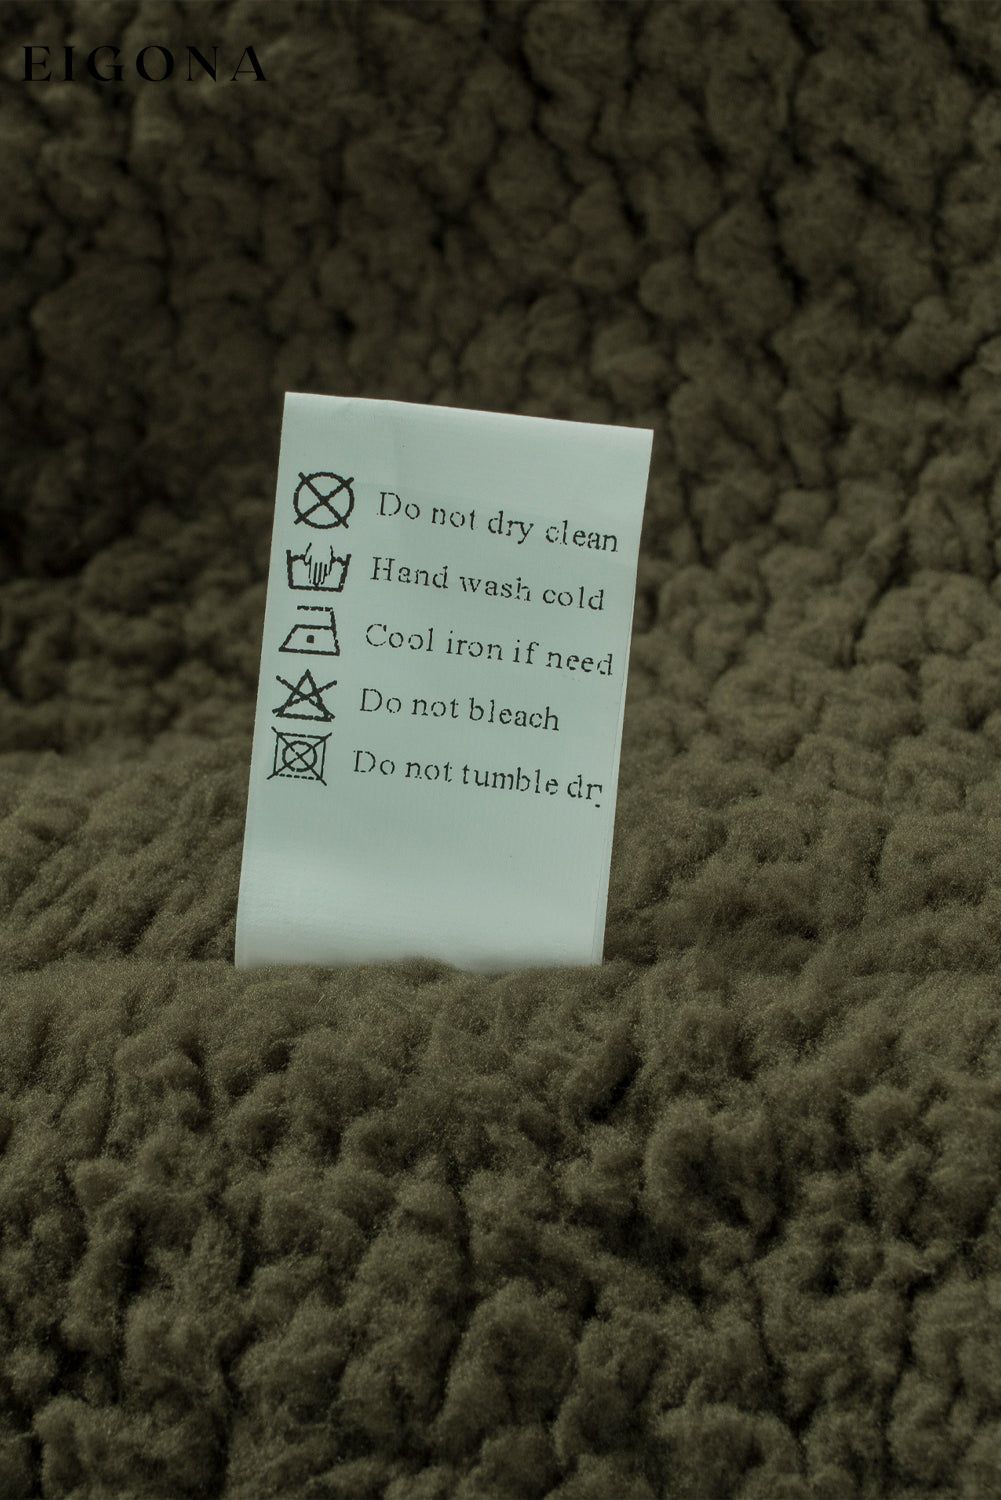 EIGONA
Do not dry clean
Hand wash cold
Cool iron if need
Do not bleach
Do not tumble dr